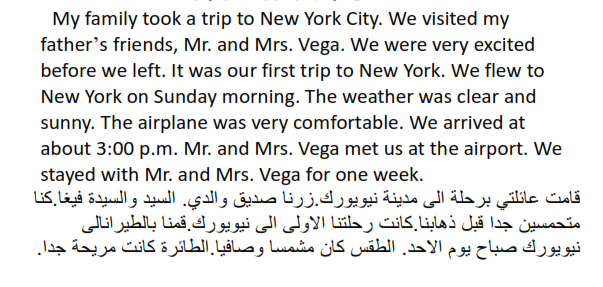 My family took a trip to New York City. We visited my
father's friends, Mr. and Mrs. Vega. We were very excited
before we left. It was our first trip to New York. We flew to
New York on Sunday morning. The weather was clear and
sunny. The airplane was very comfortable. We arrived at
about 3:00 p.m. Mr. and Mrs. Vega met us at the airport. We
stayed with Mr. and Mrs. Vega for one week.
قامت عائلتي برحلة الى مدينة نيويورك.زرنا صديق والدي. السيد والسيدة فيغا.كنا
متحمسين جدا قبل ذهابنا.كانت رحلتنا الاولى الى نيويورك.قمنا بالطيرانالى
نيويورك صباح يوم الاحد. الطقس كان مشمسا وصافيا.الطائرة كانت مريحة جدا.